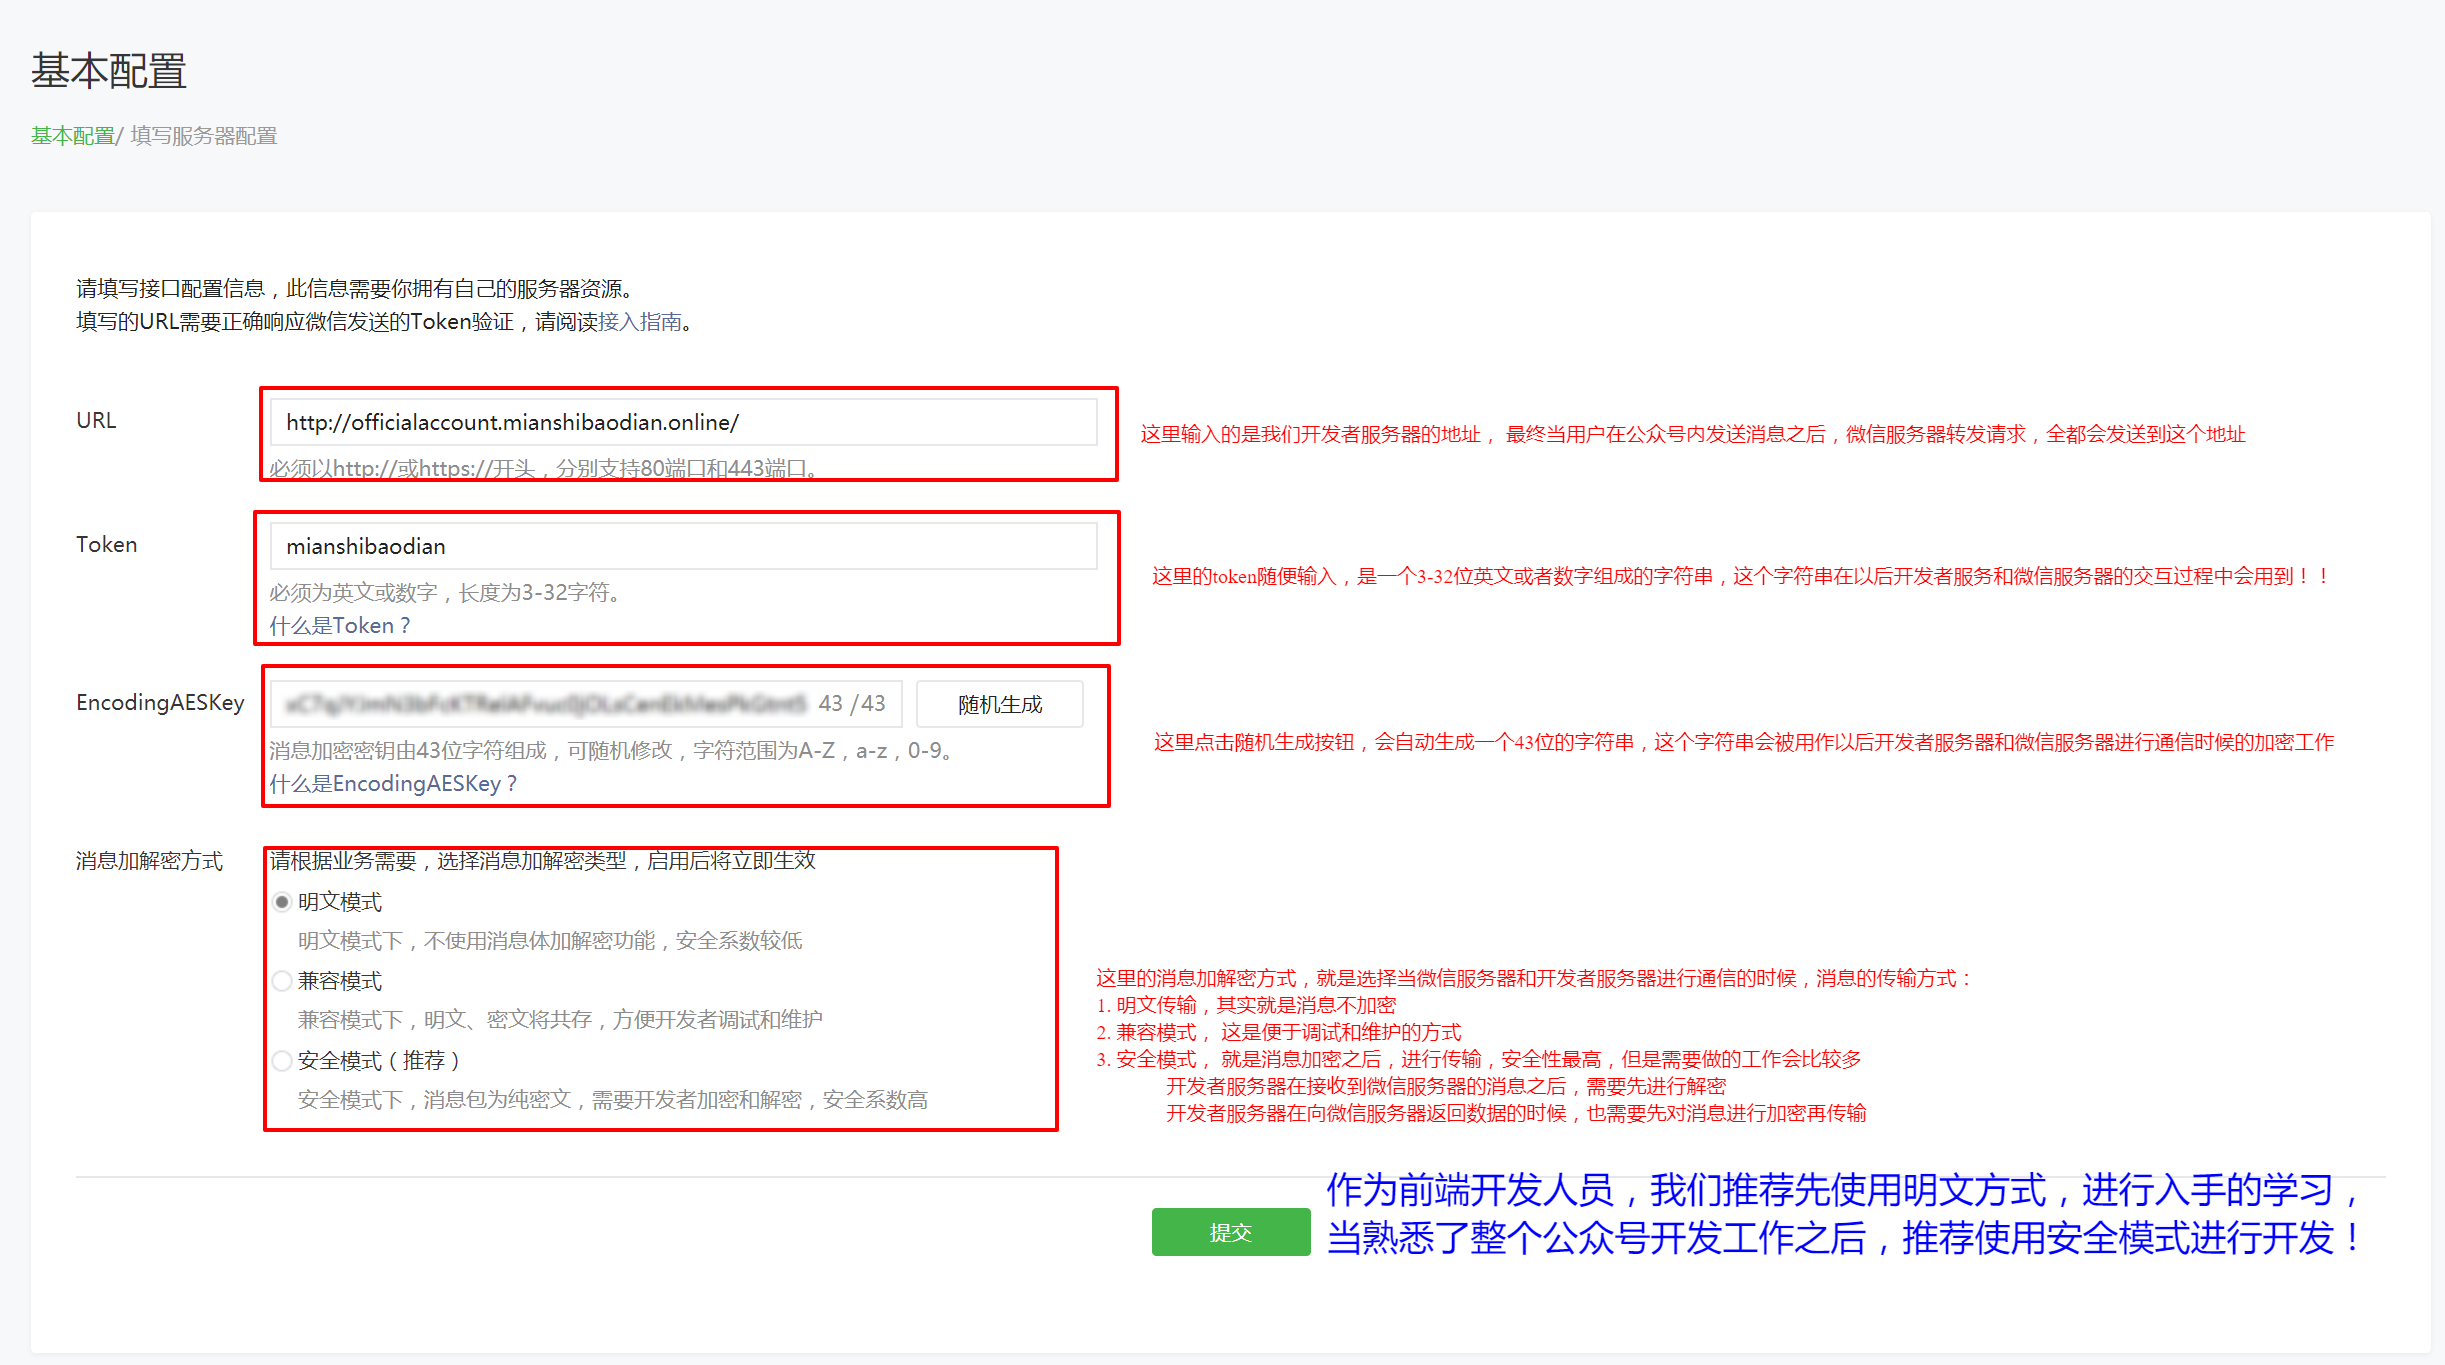 基本配置
基本配置/ 填写服务器配置
请填写接口配置信息，此信息需要你拥有自己的服务器资源。
填写的URL需要正确响应微信发送的Token验证，请阅读接入指南。
URL
http://officialaccount.mianshibaodian.online/
必须以http://或https://开头，分别支持80端口和443端口。
这里输入的是我们开发者服务器的地址， 最终当用户在公众号内发送消息之后，微信服务器转发请求，全都会发送到这个地址
Token
mianshibaodian
必须为英文或数字，长度为3-32字符。
什么是Token？
这里的token随便输入，是一个3-32位英文或者数字组成的字符串，这个字符串在以后开发者服务和微信服务器的交互过程中会用到！！
EncodingAESKey
43 /43
随机生成
消息加密密钥由43位字符组成，可随机修改，字符范围为A-Z，a-z，0-9。
什么是EncodingAESKey？
这里点击随机生成按钮，会自动生成一个43位的字符串，这个字符串会被用作以后开发者服务器和微信服务器进行通信时候的加密工作
消息加解密方式
请根据业务需要，选择消息加解密类型，启用后将立即生效
明文模式
明文模式下，不使用消息体加解密功能，安全系数较低
兼容模式
兼容模式下，明文、密文将共存，方便开发者调试和维护
安全模式（推荐）
安全模式下，消息包为纯密文，需要开发者加密和解密，安全系数高
这里的消息加解密方式，就是选择当微信服务器和开发者服务器进行通信的时候，消息的传输方式：
1. 明文传输，其实就是消息不加密
2. 兼容模式， 这是便于调试和维护的方式
3. 安全模式， 就是消息加密之后，进行传输，安全性最高，但是需要做的工作会比较多
开发者服务器在接收到微信服务器的消息之后，需要先进行解密
开发者服务器在向微信服务器返回数据的时候，也需要先对消息进行加密再传输
提交
作为前端开发人员，我们推荐先使用明文方式，进行入手的学习，
当熟悉了整个公众号开发工作之后，推荐使用安全模式进行开发！